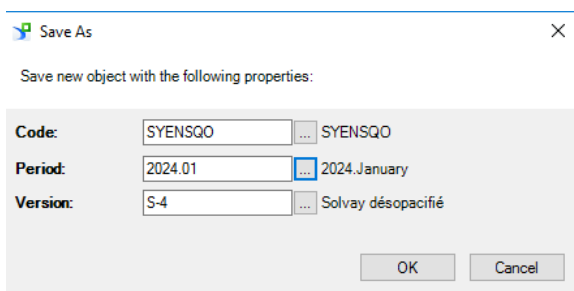 Save As
Save new object with the following properties:
Code: SYENSQO ... SYENSQO
Period: 2024.01 ... 2024.January
Version: S-4 ... Solvay désopacifié
OK Cancel